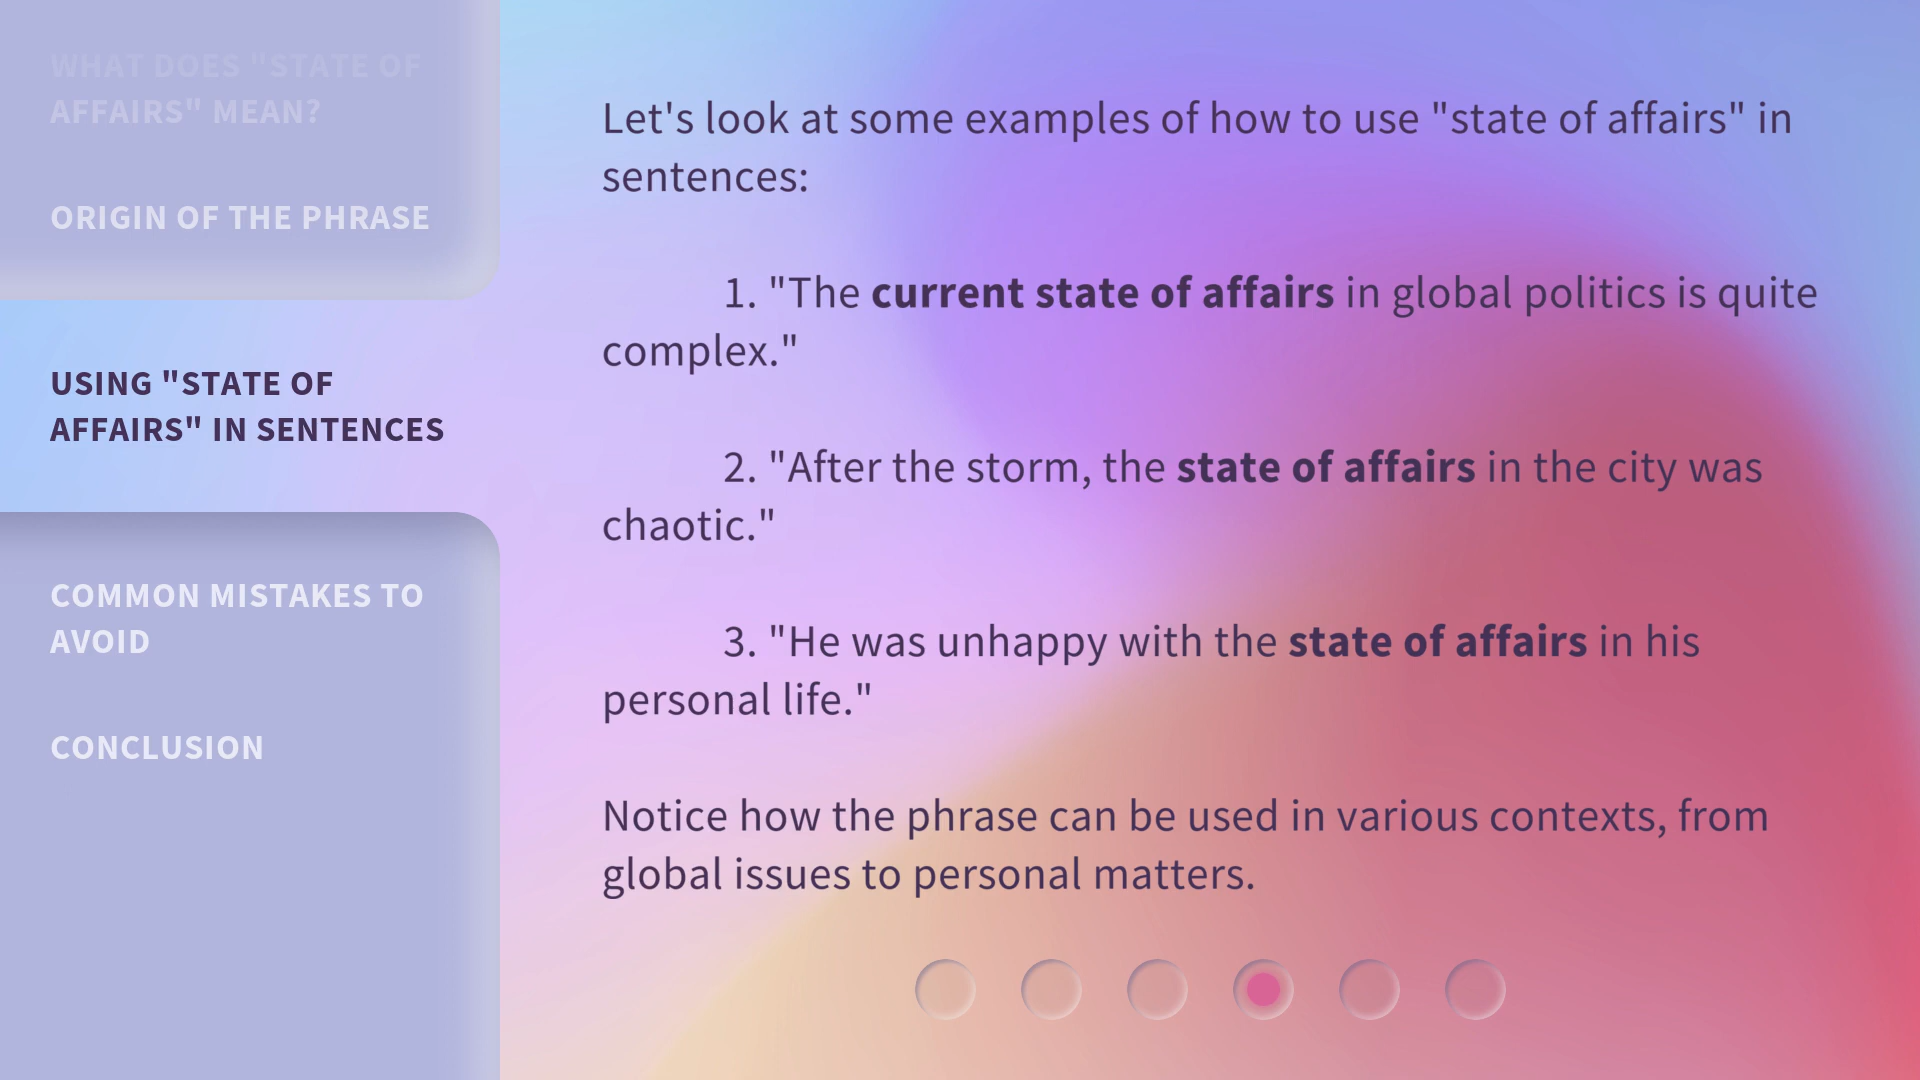 WHAT DOES "STATE OF
AFFAIRS" MEAN?
ORIGIN OF THE PHRASE
USING "STATE OF
AFFAIRS" IN SENTENCES
COMMON MISTAKES TO
AVOID
CONCLUSION
Let's look at some examples of how to use "state of affairs" in
sentences:
1. "The current state of affairs in global politics is quite
complex."
2. "After the storm, the state of affairs in the city was
chaotic."
3. "He was unhappy with the state of affairs in his
personal life."
Notice how the phrase can be used in various contexts, from
global issues to personal matters.